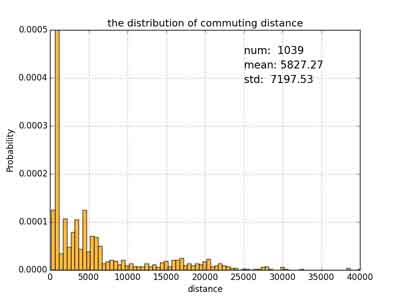 the distribution of commuting distance
num: 1039
mean: 5827.27
std: 7197.53
Probability
0.0005
0.0004
0.0003
0.0002
0.0001
0.0000
0 5000 10000 15000 20000 25000 30000 35000 40000
distance